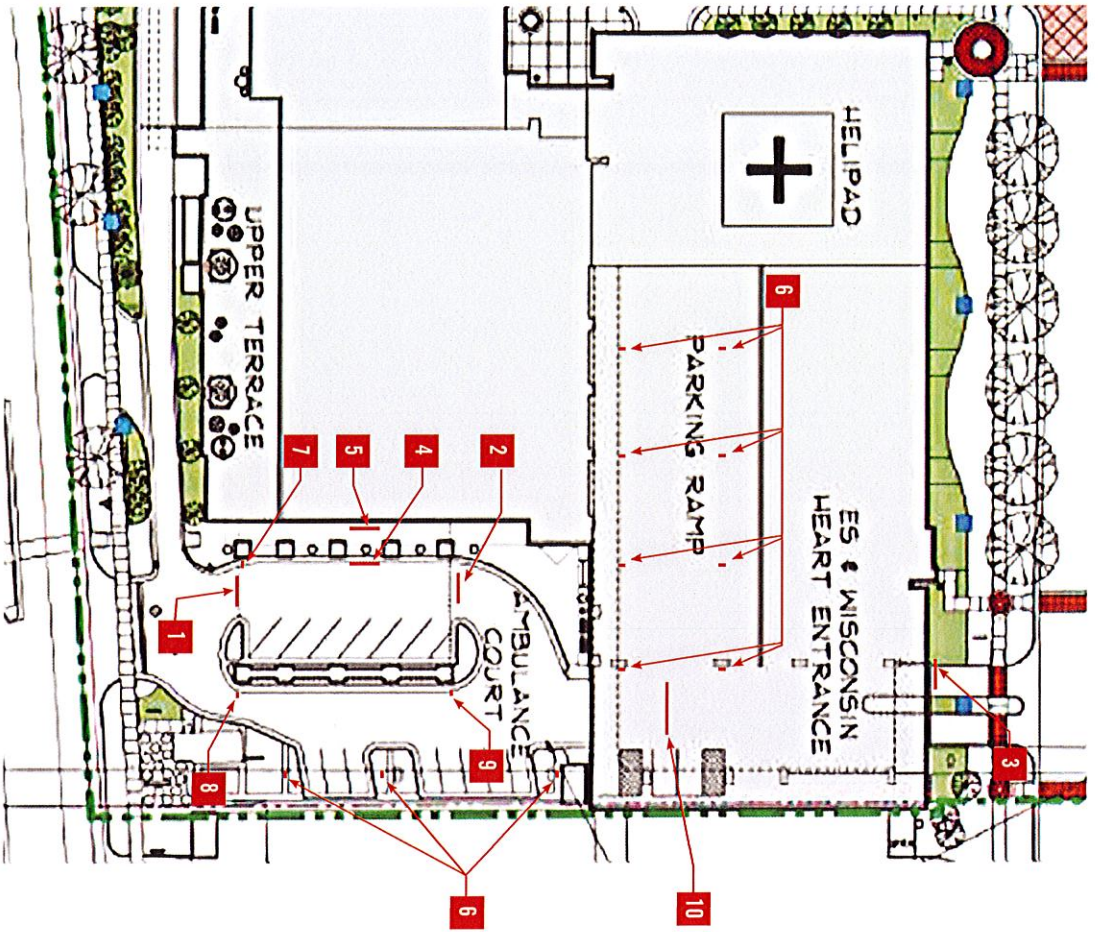 3
HELIPAD
ES & WISCONSIN
HEART ENTRANCE
6
PARKING RAMP
10
AMBULANCE
COURT
2
9
6
4
5
7
UPPER TERRACE
8
1